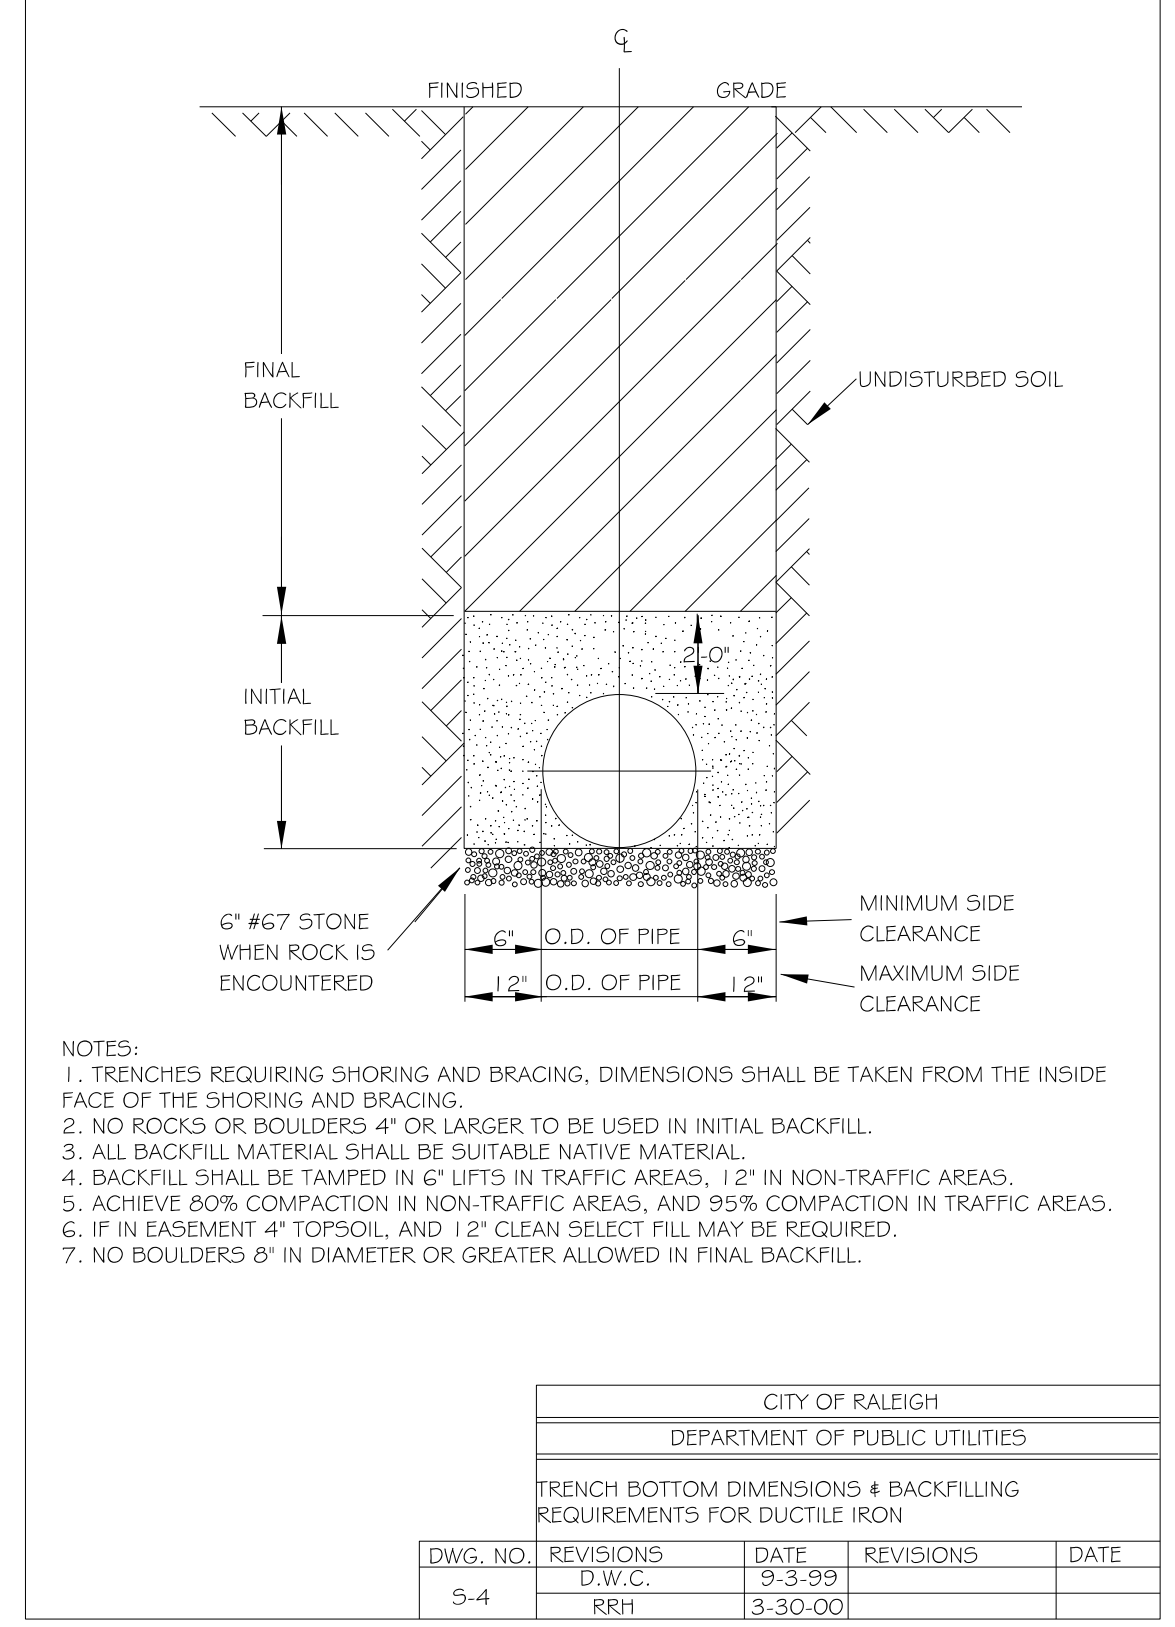 ℄
FINISHED GRADE
FINAL
BACKFILL
UNDISTURBED SOIL
2'-0"
INITIAL
BACKFILL
6" #67 STONE
WHEN ROCK IS
ENCOUNTERED
6" O.D. OF PIPE 6"
12" O.D. OF PIPE 12"
MINIMUM SIDE
CLEARANCE
MAXIMUM SIDE
CLEARANCE
NOTES:
1. TRENCHES REQUIRING SHORING AND BRACING, DIMENSIONS SHALL BE TAKEN FROM THE INSIDE
FACE OF THE SHORING AND BRACING.
2. NO ROCKS OR BOULDERS 4" OR LARGER TO BE USED IN INITIAL BACKFILL.
3. ALL BACKFILL MATERIAL SHALL BE SUITABLE NATIVE MATERIAL.
4. BACKFILL SHALL BE TAMPED IN 6" LIFTS IN TRAFFIC AREAS, 12" IN NON-TRAFFIC AREAS.
5. ACHIEVE 80% COMPACTION IN NON-TRAFFIC AREAS, AND 95% COMPACTION IN TRAFFIC AREAS.
6. IF IN EASEMENT 4" TOPSOIL, AND 12" CLEAN SELECT FILL MAY BE REQUIRED.
7. NO BOULDERS 8" IN DIAMETER OR GREATER ALLOWED IN FINAL BACKFILL.
CITY OF RALEIGH
DEPARTMENT OF PUBLIC UTILITIES
TRENCH BOTTOM DIMENSIONS & BACKFILLING
REQUIREMENTS FOR DUCTILE IRON
DWG. NO. REVISIONS DATE REVISIONS DATE
D.W.C. 9-3-99
S-4
RRH 3-30-00